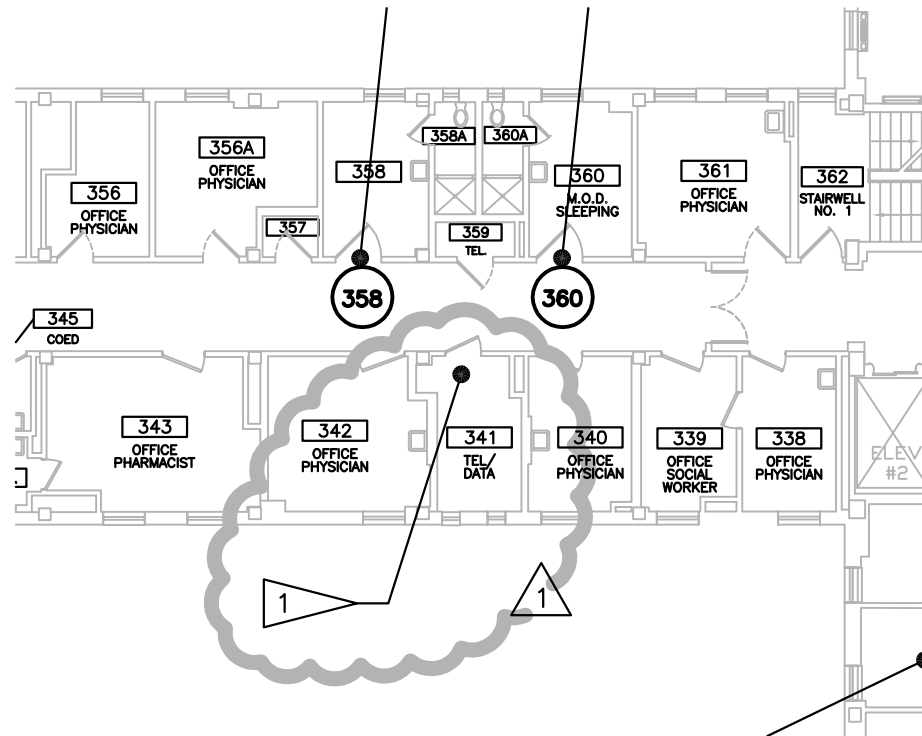 358A
360A
356A
OFFICE
PHYSICIAN
358
360
M.O.D.
SLEEPING
361
OFFICE
PHYSICIAN
362
STAIRWELL
NO. 1
356
OFFICE
PHYSICIAN
357
359
TEL.
358
360
345
COED
343
OFFICE
PHARMACIST
342
OFFICE
PHYSICIAN
341
TEL/
DATA
340
OFFICE
PHYSICIAN
339
OFFICE
SOCIAL
WORKER
338
OFFICE
PHYSICIAN
ELEV
#2
1
1